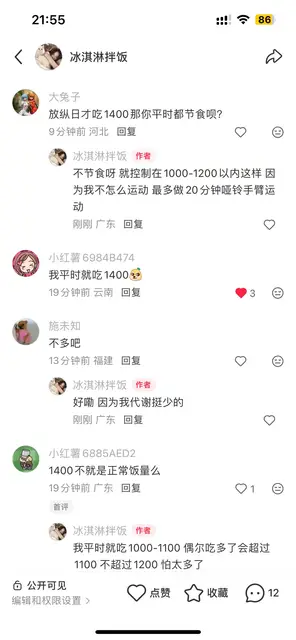 21:55
86
冰淇淋拌饭
大兔子
放纵日才吃1400那你平时都节食呗?
9分钟前 河北 回复
冰淇淋拌饭 作者
不节食呀 就控制在1000-1200以内这样 因
为我不怎么运动 最多做20分钟哑铃手臂运
动
刚刚 广东 回复
小红薯6984B474
我平时就吃1400
19分钟前 云南 回复
3
施未知
不多吧
13分钟前 福建 回复
冰淇淋拌饭 作者
好嘞 因为我代谢挺少的
刚刚 广东 回复
小红薯6885AED2
1400不就是正常饭量么
19分钟前 广东 回复
1
首评
冰淇淋拌饭 作者
我平时就吃1000-1100 偶尔吃多了会超过
1100 不超过1200 怕太多了
公开可见
编辑和权限设置 >
点赞
收藏
12